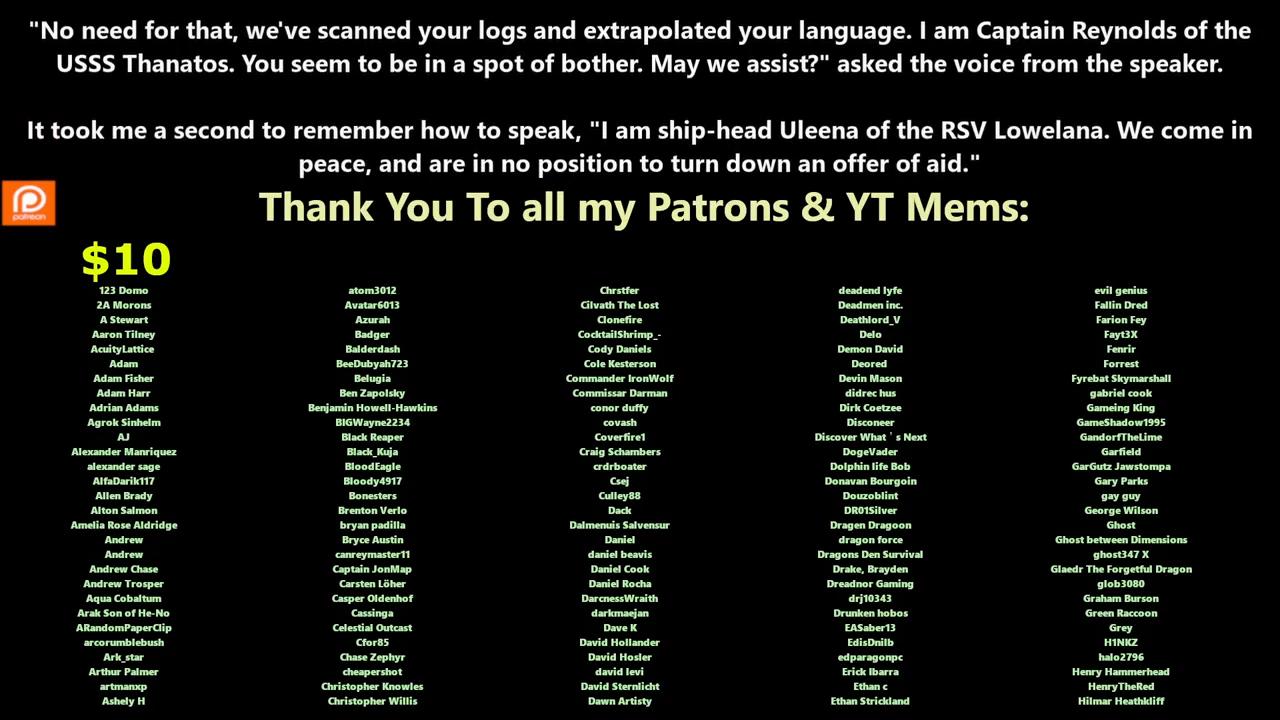 "No need for that, we've scanned your logs and extrapolated your language. I am Captain Reynolds of the
USSS Thanatos. You seem to be in a spot of bother. May we assist?" asked the voice from the speaker.
It took me a second to remember how to speak, "I am ship-head Uleena of the RSV Lowelana. We come in
peace, and are in no position to turn down an offer of aid."
patreon
Thank You To all my Patrons & YT Mems:
$10
123 Domo
2A Morons
A Stewart
Aaron Tilney
AcuityLattice
Adam
Adam Fisher
Adam Harr
Adrian Adams
Agrok Sinhelm
AJ
Alexander Manriquez
alexander sage
AlfaDarik117
Allen Brady
Alton Salmon
Amelia Rose Aldridge
Andrew
Andrew
Andrew Chase
Andrew Trosper
Aqua Cobaltum
Arak Son of He-No
ARandomPaperClip
arcorumblebush
Ark_star
Arthur Palmer
artmanxp
Ashely H
atom3012
Avatar6013
Azurah
Badger
Balderdash
BeeDubyah723
Belugia
Ben Zapolsky
Benjamin Howell-Hawkins
BIGWayne2234
Black Reaper
Black_Kuja
BloodEagle
Bloody4917
Bonesters
Brenton Verlo
bryan padilla
Bryce Austin
canreymaster11
Captain JonMap
Carsten Löher
Casper Oldenhof
Cassinga
Celestial Outcast
Cfor85
Chase Zephyr
cheapershot
Christopher Knowles
Christopher Willis
Chrstfer
Cilvath The Lost
Clonefire
CocktailShrimp_-
Cody Daniels
Cole Kesterson
Commander IronWolf
Commissar Darman
conor duffy
covash
Coverfire1
Craig Schambers
crdrboater
Csej
Culley88
Dack
Dalmenuis Salvensur
Daniel
daniel beavis
Daniel Cook
Daniel Rocha
DarcnessWraith
darkmaejan
Dave K
David Hollander
David Hosler
david levi
David Sternlicht
Dawn Artisty
deadend lyfe
Deadmen inc.
Deathlord_V
Delo
Demon David
Deored
Devin Mason
didrec hus
Dirk Coetzee
Disconeer
Discover What＇s Next
DogeVader
Dolphin life Bob
Donavan Bourgoin
Douzoblint
DR01Silver
Dragen Dragoon
dragon force
Dragons Den Survival
Drake, Brayden
Dreadnor Gaming
drj10343
Drunken hobos
EASaber13
EdisDnilb
edparagonpc
Erick Ibarra
Ethan c
Ethan Strickland
evil genius
Fallin Dred
Farion Fey
Fayt3X
Fenrir
Forrest
Fyrebat Skymarshall
gabriel cook
Gameing King
GameShadow1995
GandorfTheLime
Garfield
GarGutz Jawstompa
Gary Parks
gay guy
George Wilson
Ghost
Ghost between Dimensions
ghost347 X
Glaedr The Forgetful Dragon
glob3080
Graham Burson
Green Raccoon
Grey
H1NKZ
halo2796
Henry Hammerhead
HenryTheRed
Hilmar Heathkliff